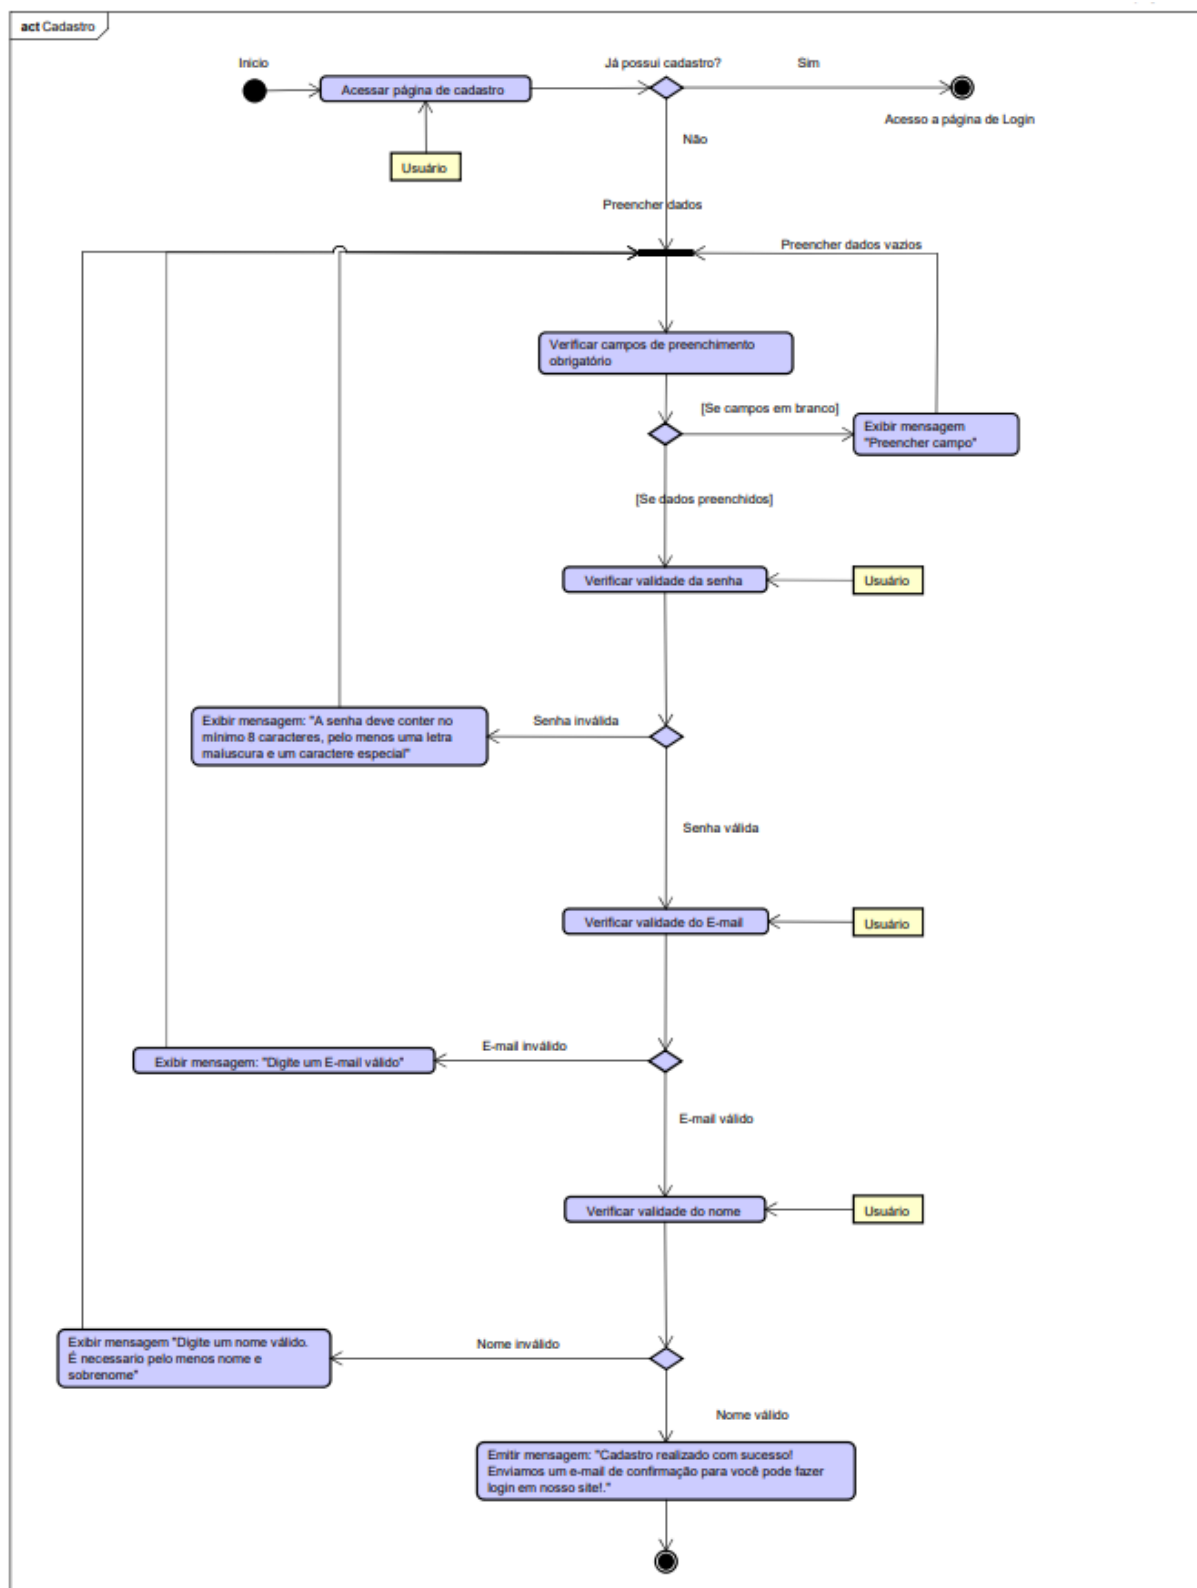 act Cadastro
Inicio
Já possui cadastro?
Sim
Acessar página de cadastro
Acesso a página de Login
Não
Usuário
Preencher dados
Preencher dados vazios
Verificar campos de preenchimento
obrigatório
[Se campos em branco]
Exibir mensagem
"Preencher campo"
[Se dados preenchidos]
Verificar validade da senha
Usuário
Exibir mensagem: "A senha deve conter no
mínimo 8 caracteres, pelo menos uma letra
maiuscura e um caractere especial"
Senha inválida
Senha válida
Verificar validade do E-mail
Usuário
E-mail inválido
Exibir mensagem: "Digite um E-mail válido"
E-mail válido
Verificar validade do nome
Usuário
Exibir mensagem "Digite um nome válido.
É necessario pelo menos nome e
sobrenome"
Nome inválido
Nome válido
Emitir mensagem: "Cadastro realizado com sucesso!
Enviamos um e-mail de confirmação para você pode fazer
login em nosso site!."